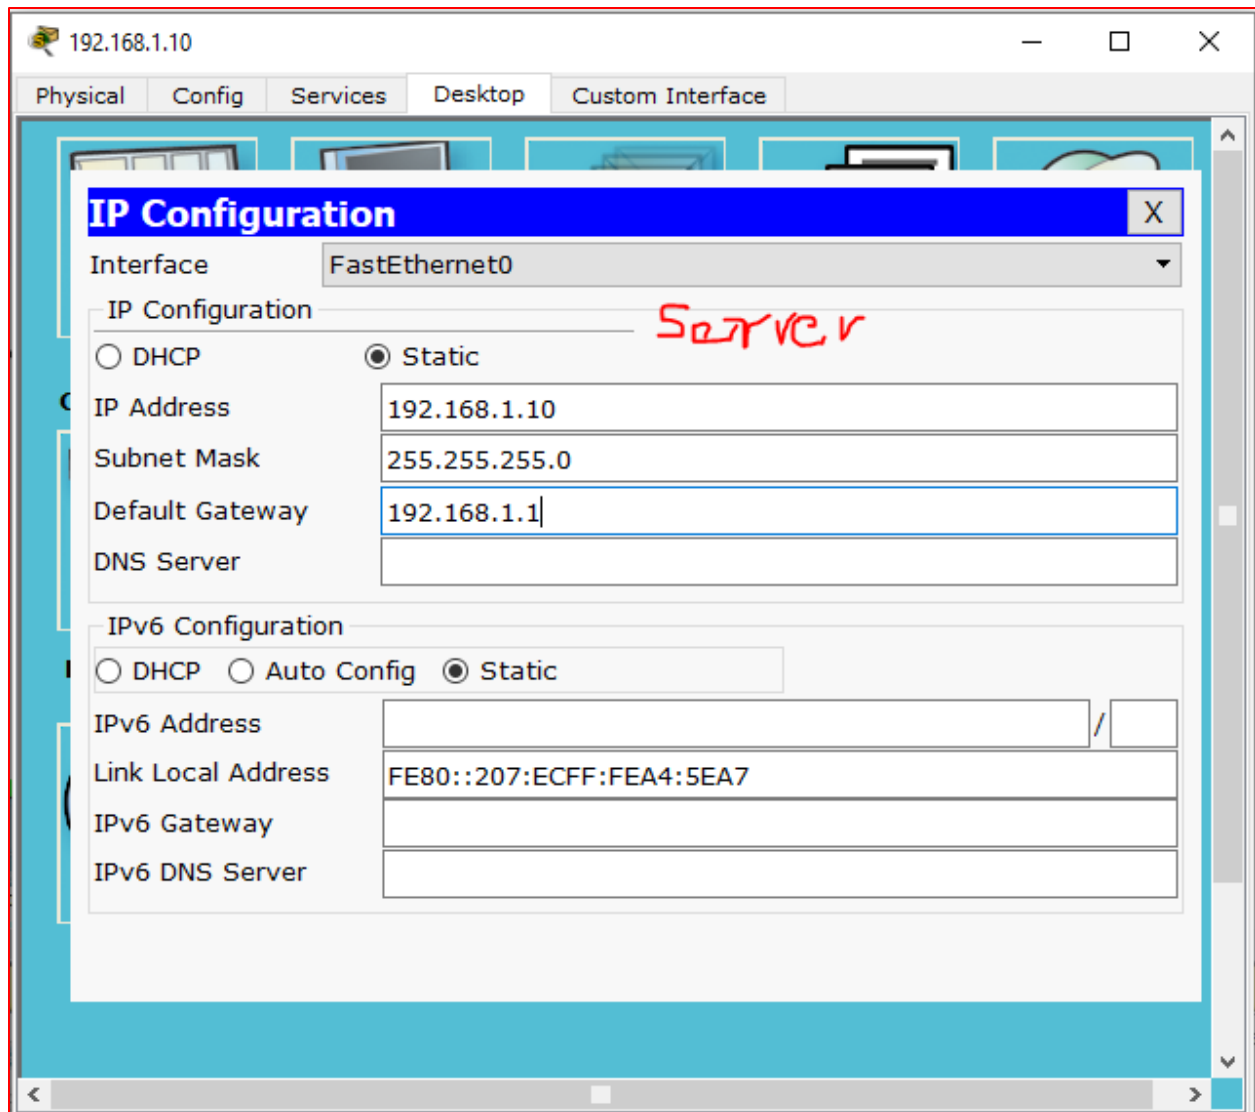 192.168.1.10
Physical Config Services Desktop Custom Interface
IP Configuration X
Interface FastEthernet0
IP Configuration
Server
DHCP Static
IP Address 192.168.1.10
Subnet Mask 255.255.255.0
Default Gateway 192.168.1.1
DNS Server
IPv6 Configuration
DHCP Auto Config Static
IPv6 Address /
Link Local Address FE80::207:ECFF:FEA4:5EA7
IPv6 Gateway
IPv6 DNS Server